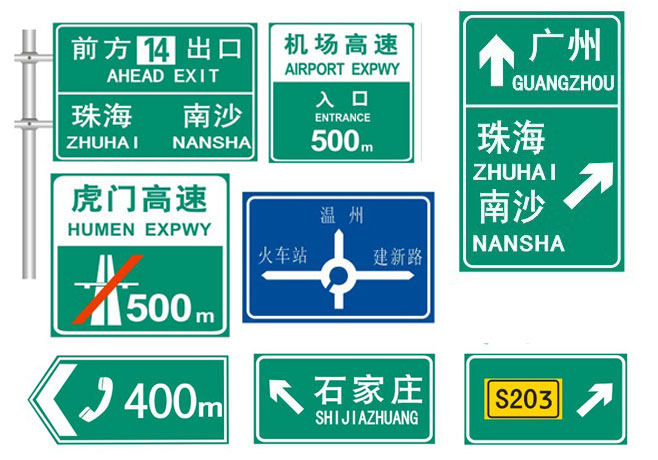 前方 14 出口
AHEAD EXIT
珠海 南沙
ZHUHAI NANSHA
机场高速
AIRPORT EXPWY
入口
ENTRANCE
500m
广州
GUANGZHOU
珠海
ZHUHAI
南沙
NANSHA
虎门高速
HUMEN EXPWY
500m
温州
火车站 建新路
400m
石家庄
SHIJIAZHUANG
S203